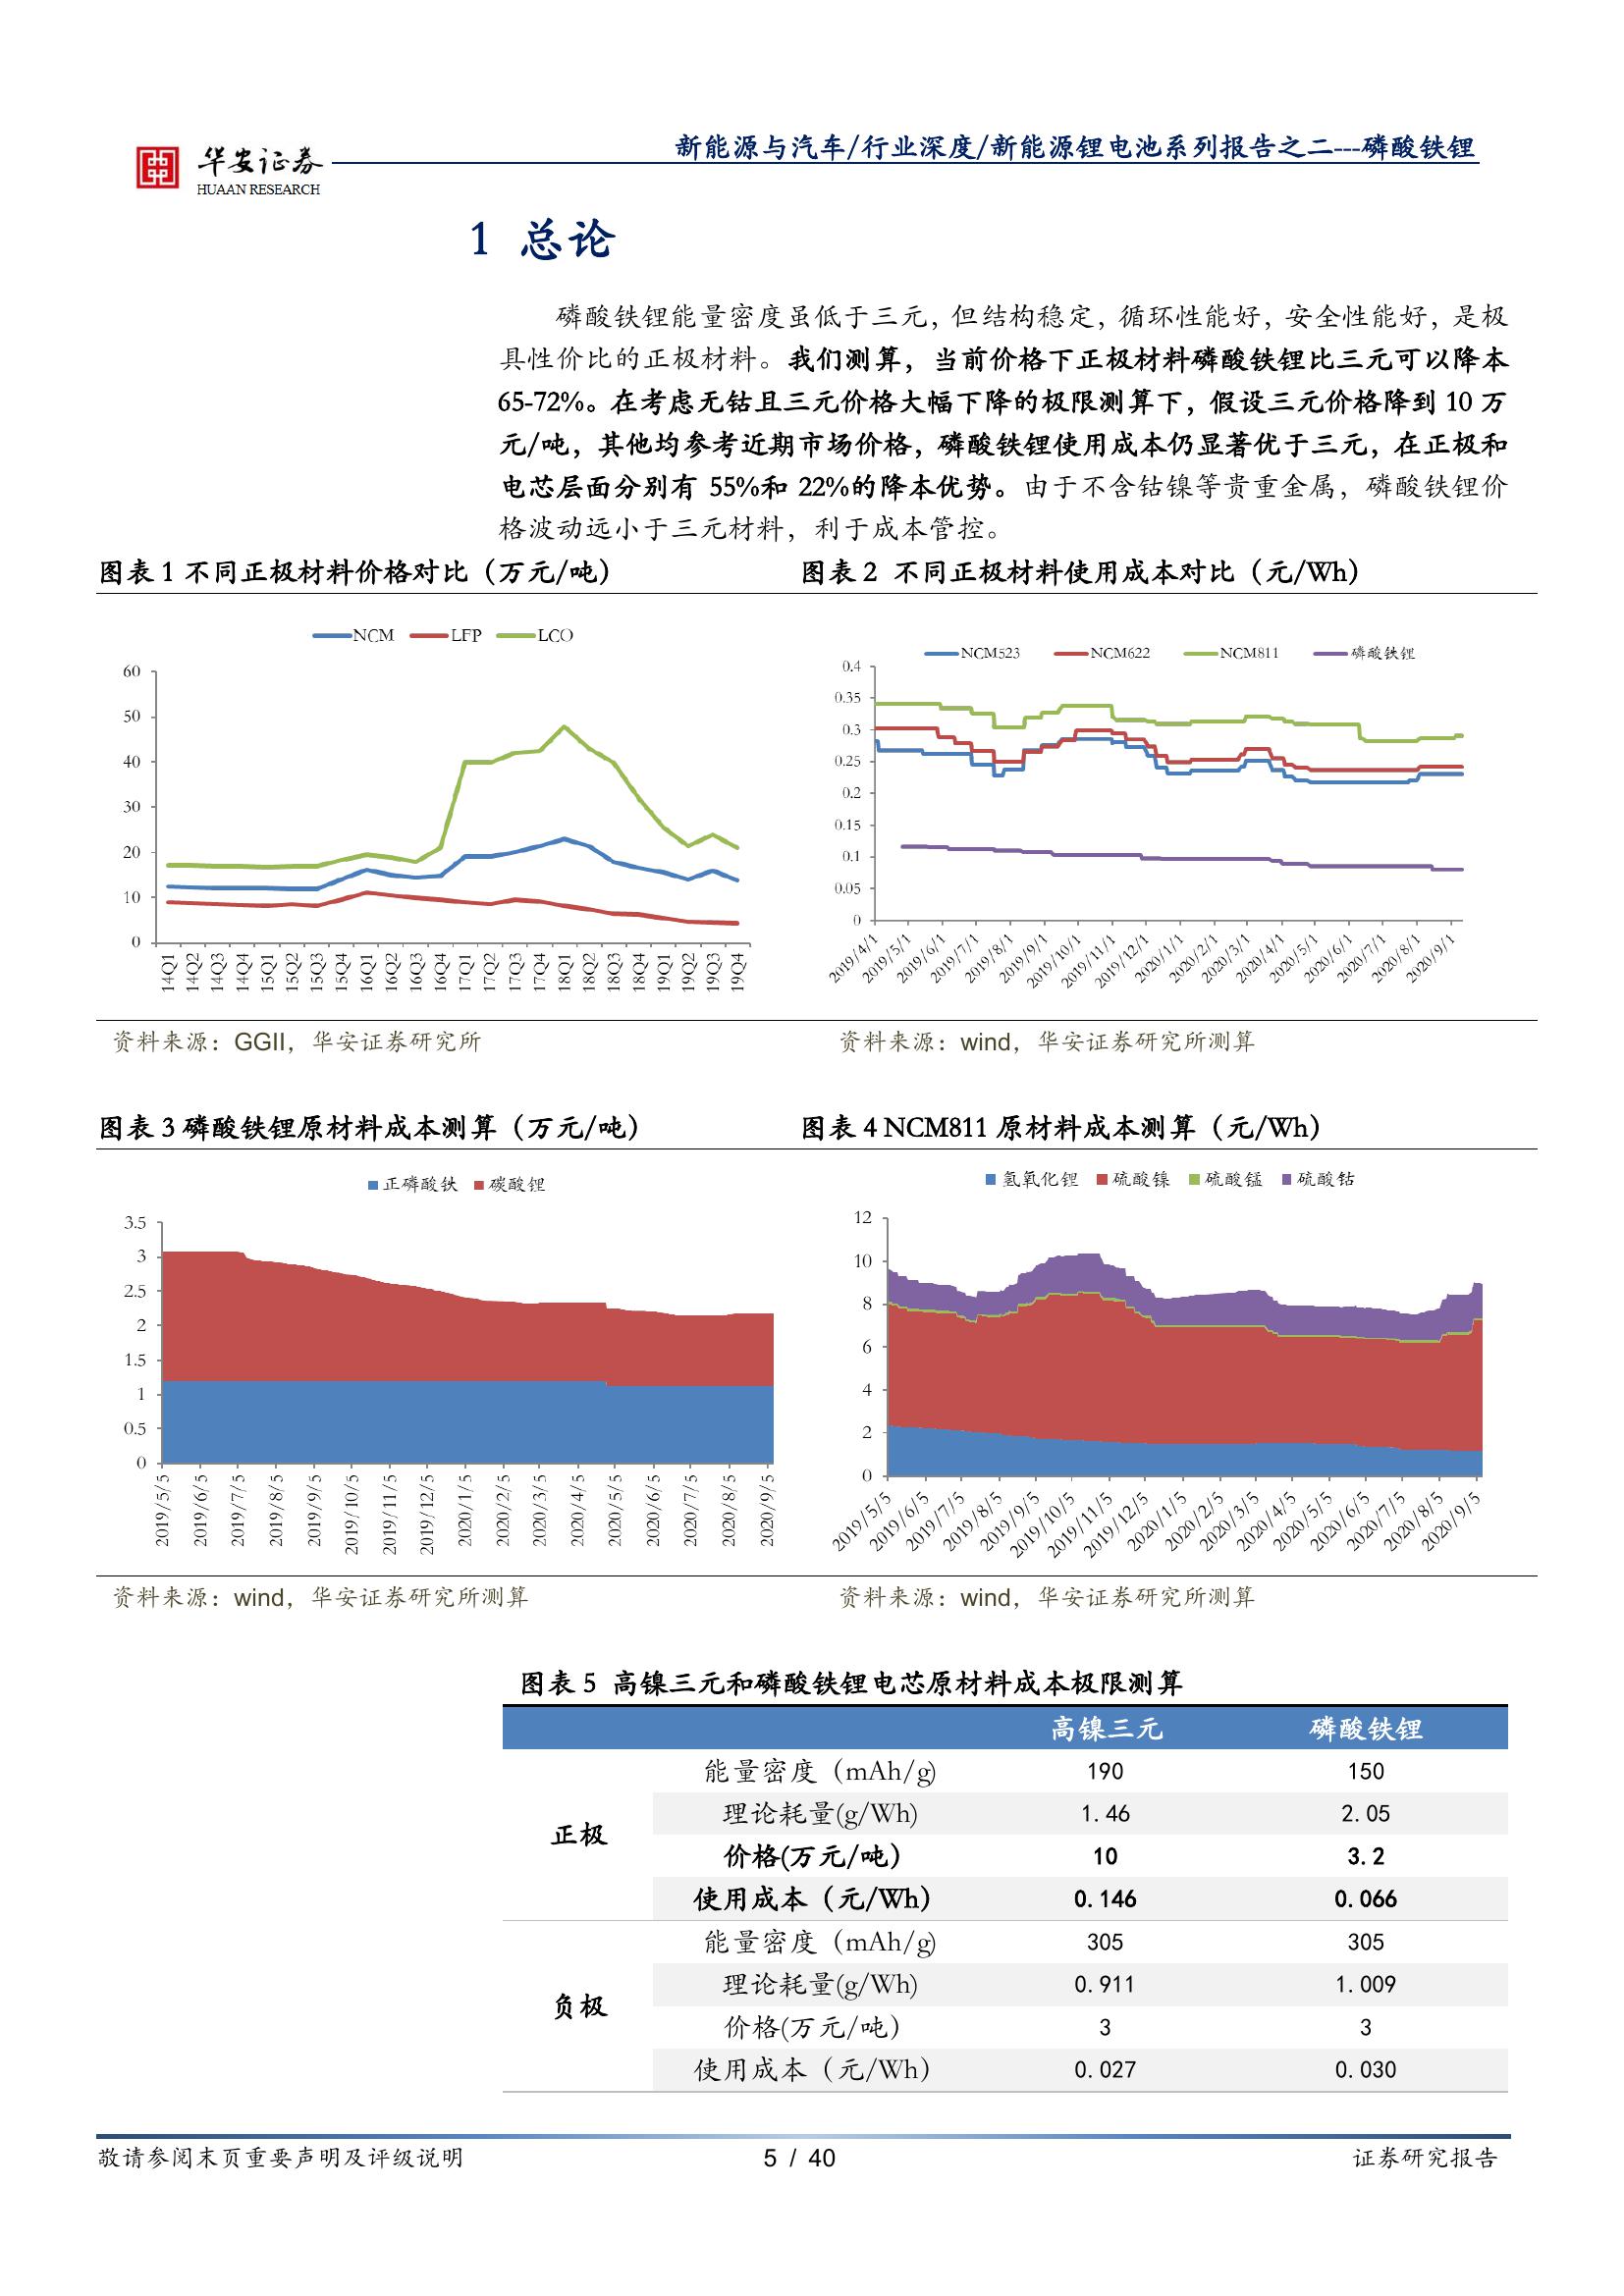 华安证券
HUAAN RESEARCH
新能源与汽车/行业深度/新能源锂电池系列报告之二---磷酸铁锂
1 总论
磷酸铁锂能量密度虽低于三元，但结构稳定，循环性能好，安全性能好，是极
具性价比的正极材料。我们测算，当前价格下正极材料磷酸铁锂比三元可以降本
65-72%。在考虑无钴且三元价格大幅下降的极限测算下，假设三元价格降到 10 万
元/吨，其他均参考近期市场价格，磷酸铁锂使用成本仍显著优于三元，在正极和
电芯层面分别有 55%和 22%的降本优势。由于不含钴镍等贵重金属，磷酸铁锂价
格波动远小于三元材料，利于成本管控。
图表 1 不同正极材料价格对比（万元/吨）
NCM LFP LCO
60
50
40
30
20
10
0
14Q1 14Q2 14Q3 14Q4 15Q1 15Q2 15Q3 15Q4 16Q1 16Q2 16Q3 16Q4 17Q1 17Q2 17Q3 17Q4 18Q1 18Q2 18Q3 18Q4 19Q1 19Q2 19Q3 19Q4
资料来源：GGII，华安证券研究所
图表 2 不同正极材料使用成本对比（元/Wh）
NCM523 NCM622 NCM811 磷酸铁锂
0.4
0.35
0.3
0.25
0.2
0.15
0.1
0.05
0
2019/4/1 2019/5/1 2019/6/1 2019/7/1 2019/8/1 2019/9/1 2019/10/1 2019/11/1 2019/12/1 2020/1/1 2020/2/1 2020/3/1 2020/4/1 2020/5/1 2020/6/1 2020/7/1 2020/8/1 2020/9/1
资料来源：wind，华安证券研究所测算
图表 3 磷酸铁锂原材料成本测算（万元/吨）
正磷酸铁 碳酸锂
3.5
3
2.5
2
1.5
1
0.5
0
2019/5/5 2019/6/5 2019/7/5 2019/8/5 2019/9/5 2019/10/5 2019/11/5 2019/12/5 2020/1/5 2020/2/5 2020/3/5 2020/4/5 2020/5/5 2020/6/5 2020/7/5 2020/8/5 2020/9/5
资料来源：wind，华安证券研究所测算
图表 4 NCM811 原材料成本测算（元/Wh）
氢氧化锂 硫酸镍 硫酸锰 硫酸钴
12
10
8
6
4
2
0
2019/5/5 2019/6/5 2019/7/5 2019/8/5 2019/9/5 2019/10/5 2019/11/5 2019/12/5 2020/1/5 2020/2/5 2020/3/5 2020/4/5 2020/5/5 2020/6/5 2020/7/5 2020/8/5 2020/9/5
资料来源：wind，华安证券研究所测算
图表 5 高镍三元和磷酸铁锂电芯原材料成本极限测算
高镍三元 磷酸铁锂
正极
能量密度（mAh/g) 190 150
理论耗量(g/Wh) 1.46 2.05
价格(万元/吨） 10 3.2
使用成本（元/Wh） 0.146 0.066
负极
能量密度（mAh/g) 305 305
理论耗量(g/Wh) 0.911 1.009
价格(万元/吨） 3 3
使用成本（元/Wh） 0.027 0.030
敬请参阅末页重要声明及评级说明 5 / 40 证券研究报告